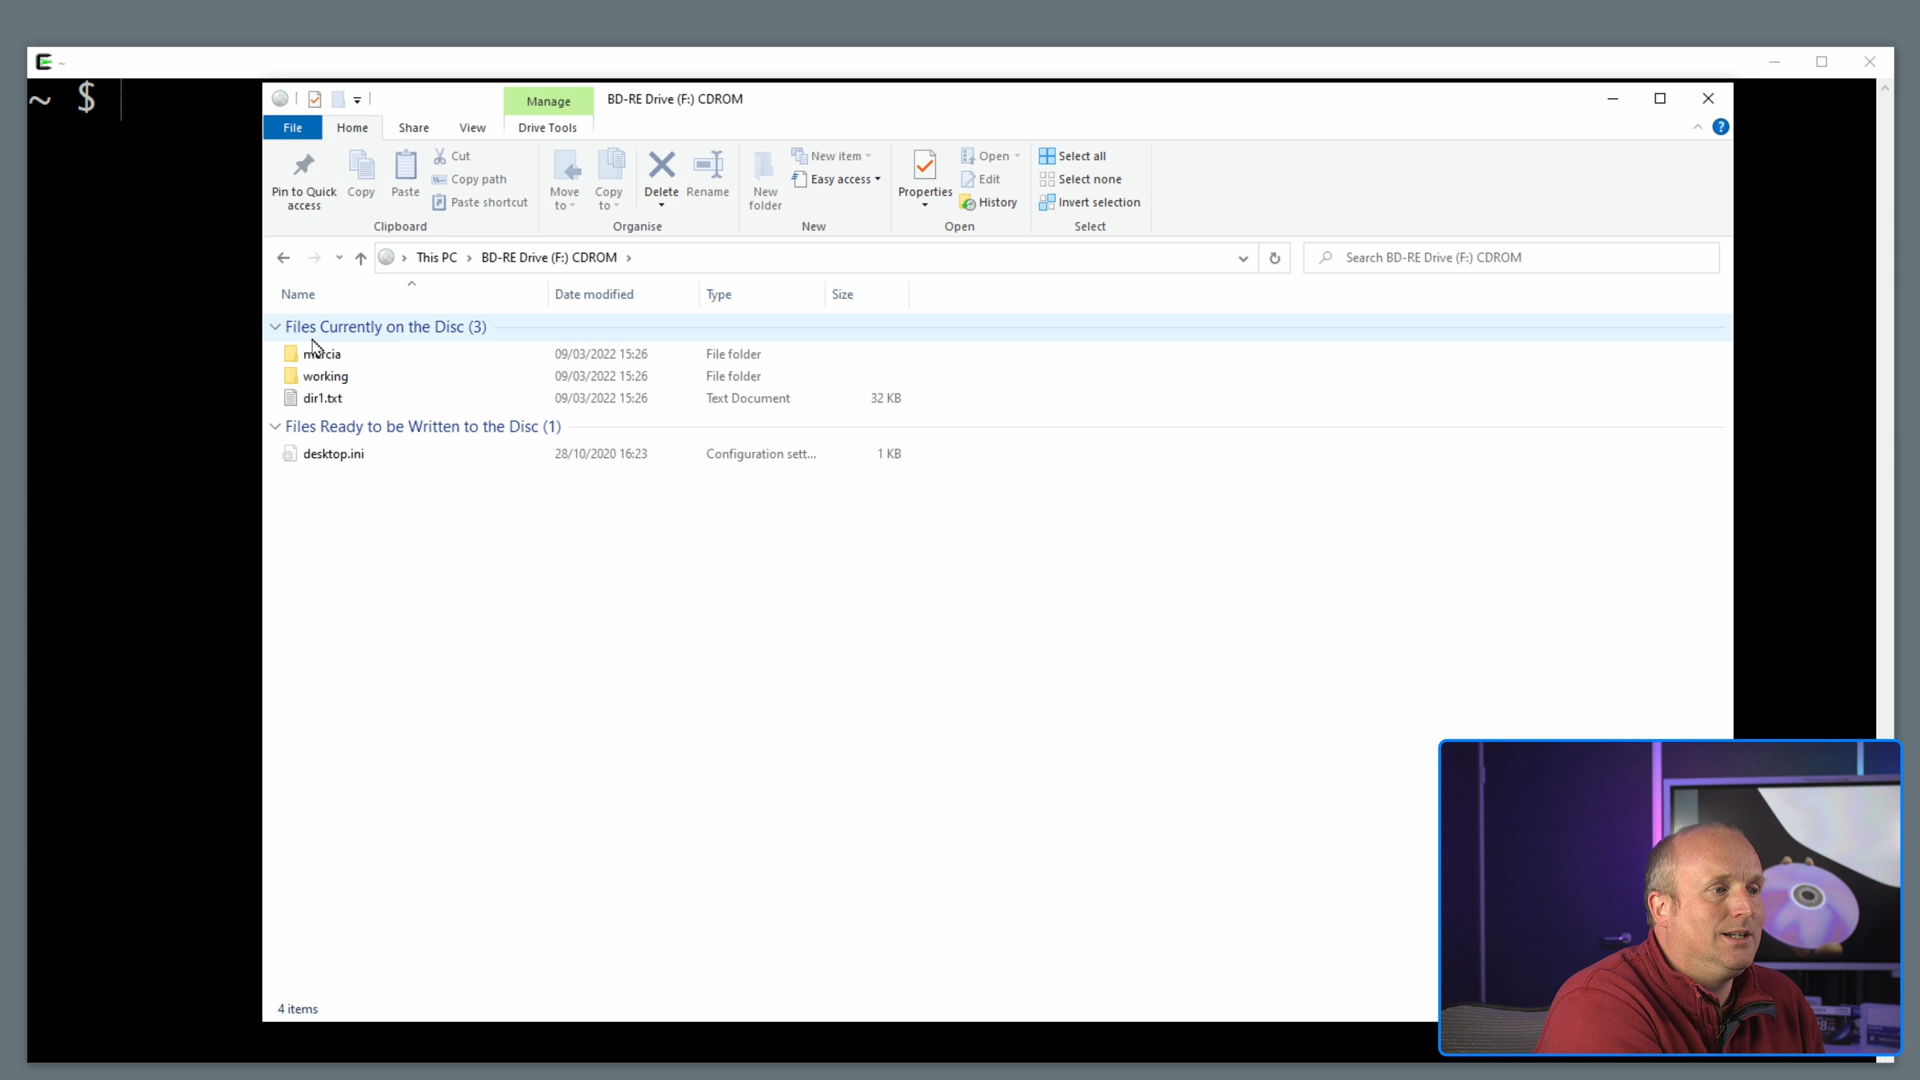 ~
~ $
Manage
BD-RE Drive (F:) CDROM
File
Home
Share
View
Drive Tools
?
Pin to Quick access
Copy
Paste
Cut
Copy path
Paste shortcut
Clipboard
Move to
Copy to
Delete
Rename
Organise
New folder
New item
Easy access
New
Properties
Open
Edit
History
Open
Select all
Select none
Invert selection
Select
This PC > BD-RE Drive (F:) CDROM >
Search BD-RE Drive (F:) CDROM
Name Date modified Type Size
Files Currently on the Disc (3)
murcia 09/03/2022 15:26 File folder
working 09/03/2022 15:26 File folder
dir1.txt 09/03/2022 15:26 Text Document 32 KB
Files Ready to be Written to the Disc (1)
desktop.ini 28/10/2020 16:23 Configuration sett... 1 KB
4 items